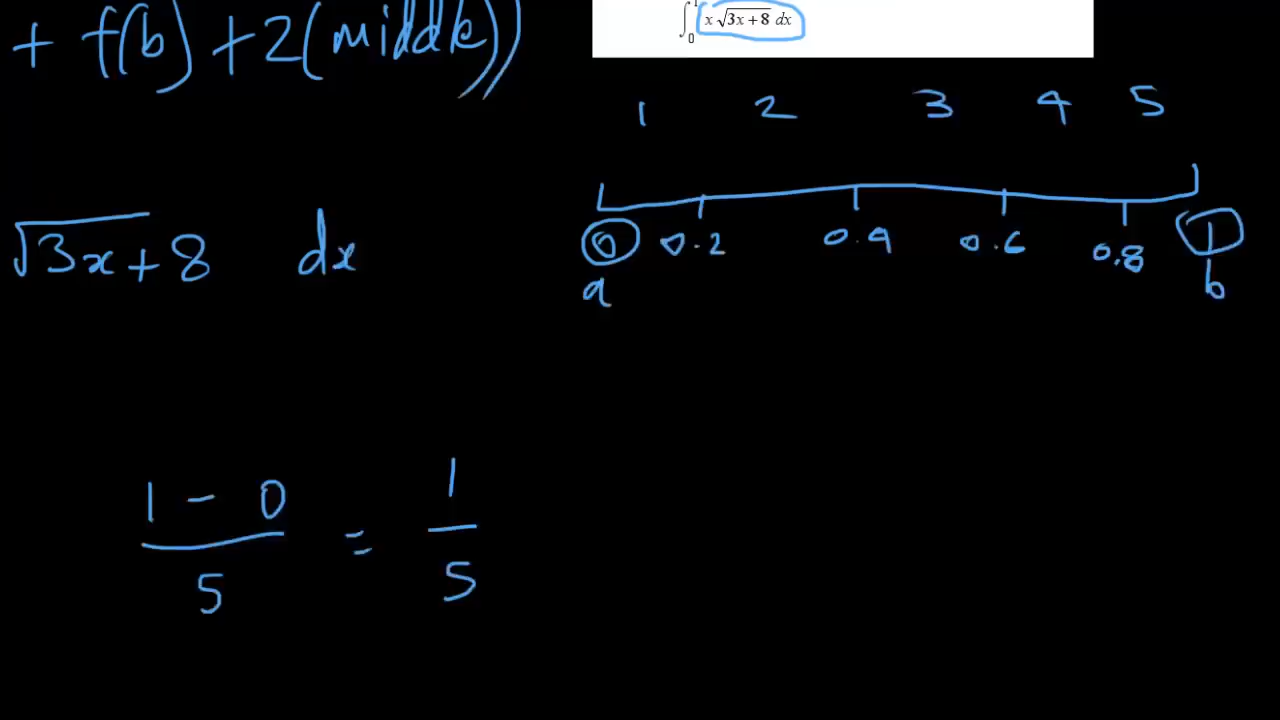 + f(b) + 2(middle))
∫₀¹ x √3x+8 dx
1 2 3 4 5
√3x + 8 dx
0 0.2 0.4 0.6 0.8 1
a b
1 - 0
5
=
1
5